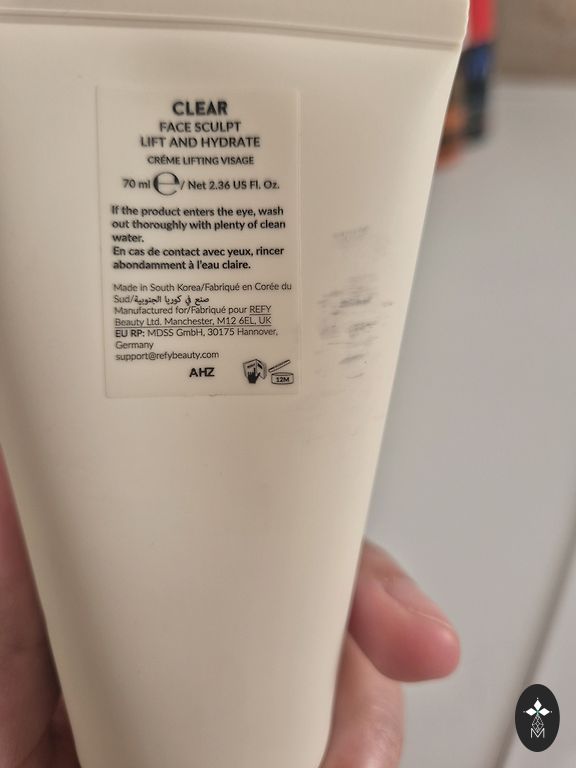 CLEAR
FACE SCULPT
LIFT AND HYDRATE
CRÉME LIFTING VISAGE
70 ml ℮ / Net 2.36 US Fl. Oz.
If the product enters the eye, wash
out thoroughly with plenty of clean
water.
En cas de contact avec yeux, rincer
abondamment à l'eau claire.
Made in South Korea/Fabriqué en Corée du
Sud/صنع في كوريا الجنوبية
Manufactured for/Fabriqué pour REFY
Beauty Ltd. Manchester, M12 6EL, UK
EU RP: MDSS GmbH, 30175 Hannover,
Germany
support@refybeauty.com
AHZ
12M
M